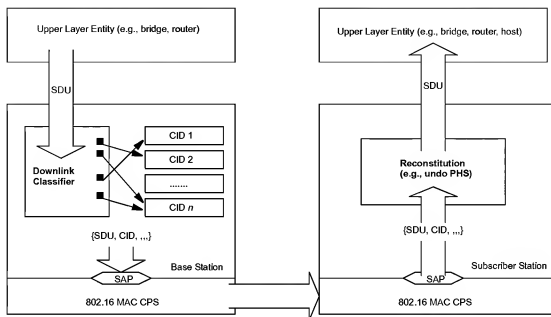 Upper Layer Entity (e.g., bridge, router)
SDU
Downlink
Classifier
CID 1
CID 2
.......
CID n
{SDU, CID, ,,,}
SAP
Base Station
802.16 MAC CPS
Upper Layer Entity (e.g., bridge, router, host)
SDU
Reconstitution
(e.g., undo PHS)
{SDU, CID, ,,,}
SAP
Subscriber Station
802.16 MAC CPS